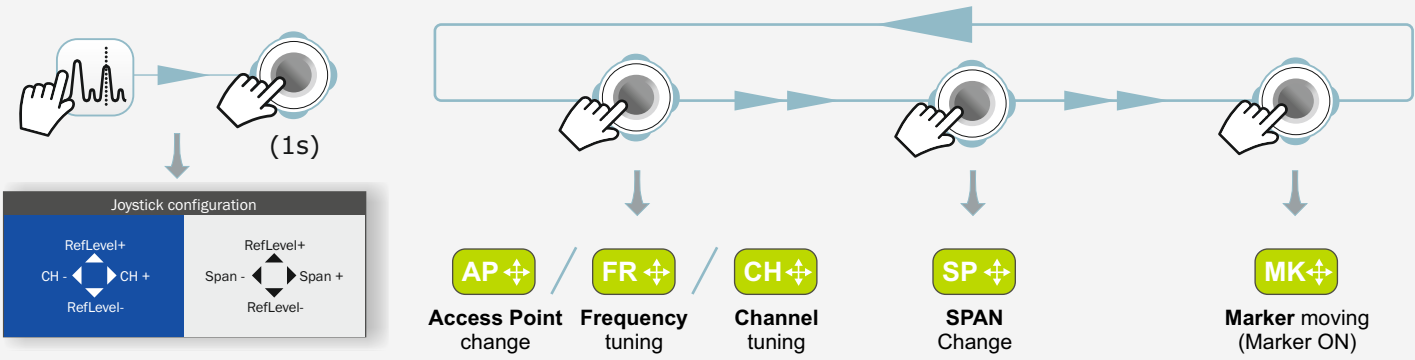 (1s)
Joystick configuration
RefLevel+
CH - CH +
RefLevel-
RefLevel+
Span - Span +
RefLevel-
AP
FR
CH
SP
MK
Access Point
change
Frequency
tuning
Channel
tuning
SPAN
Change
Marker moving
(Marker ON)